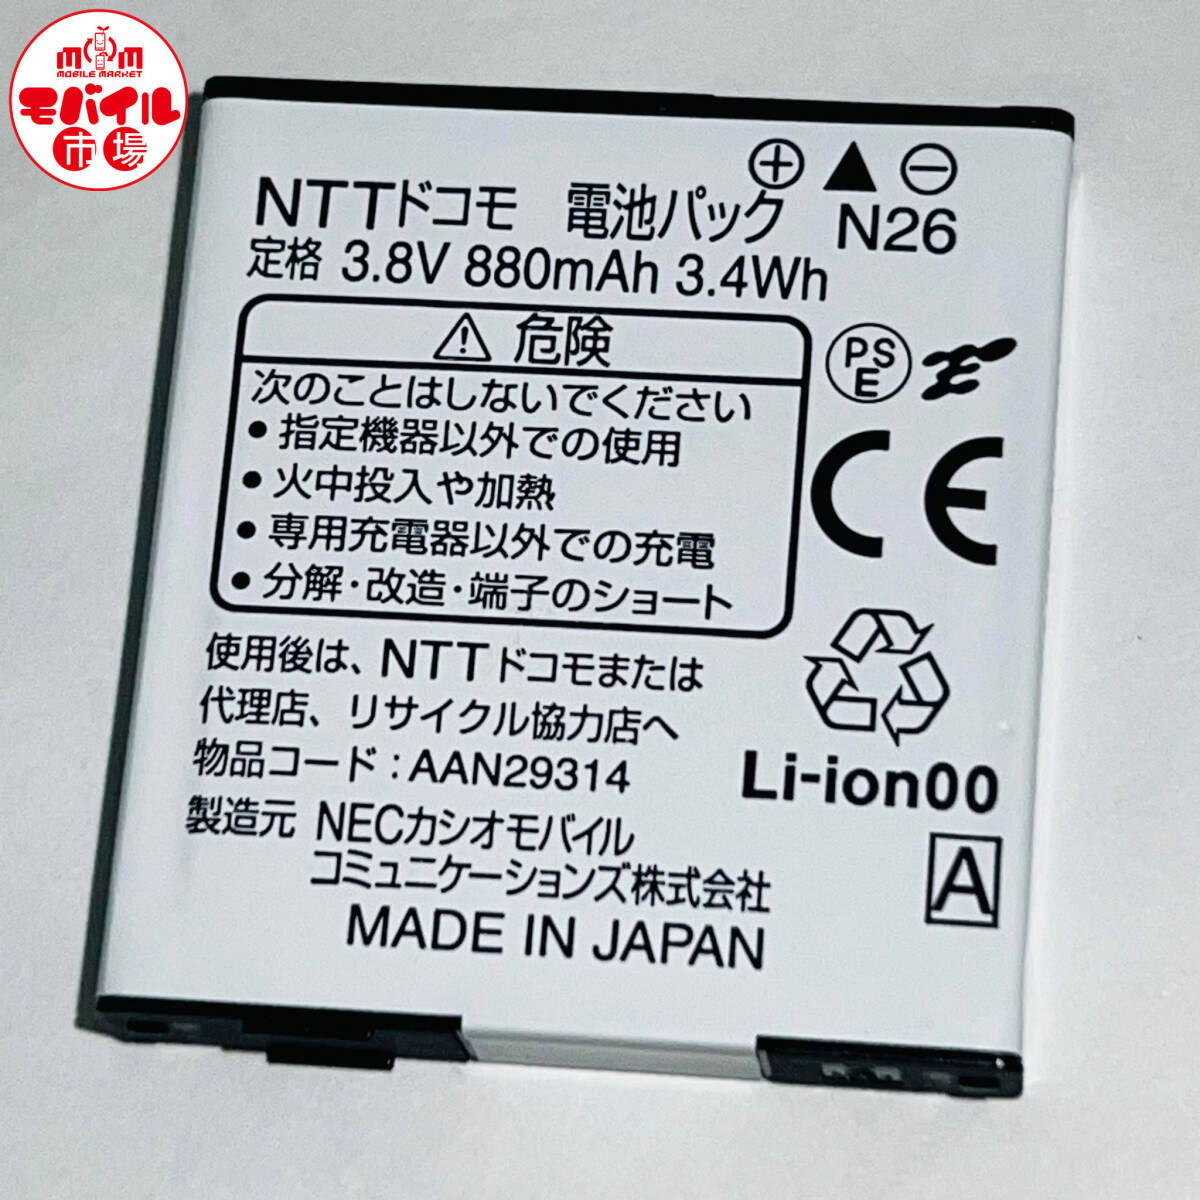 MM
MOBILE MARKET
モバイル
市場
NTTドコモ 電池パック N26
定格 3.8V 880mAh 3.4Wh
危険
次のことはしないでください
・指定機器以外での使用
・火中投入や加熱
・専用充電器以外での充電
・分解・改造・端子のショート
PSE
CE
使用後は、NTTドコモまたは
代理店、リサイクル協力店へ
物品コード：AAN29314
Li-ion00
製造元 NECカシオモバイル
コミュニケーションズ株式会社
MADE IN JAPAN
A